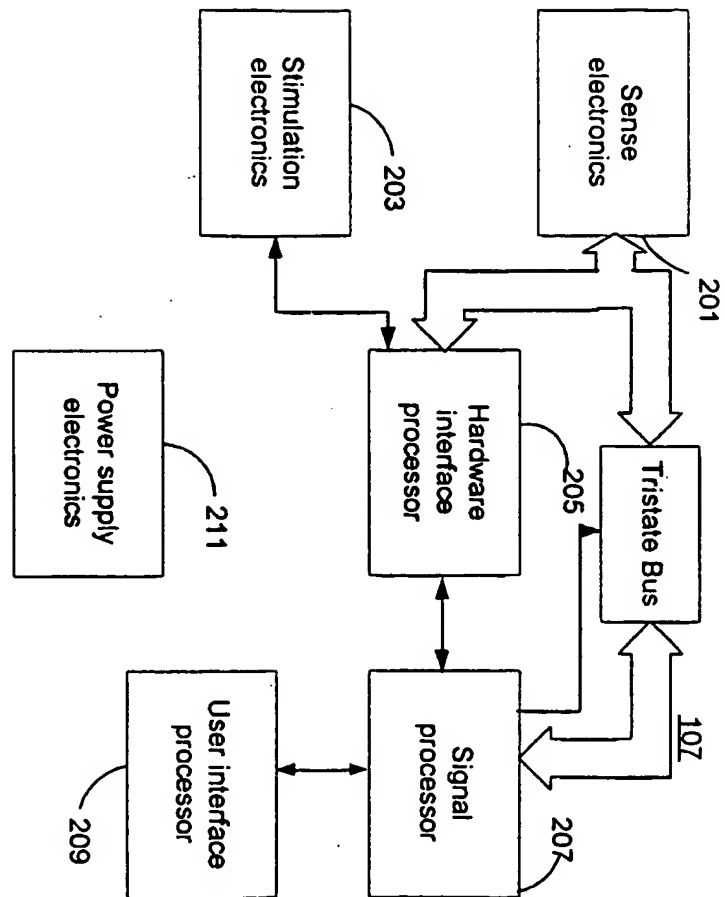 Sense
electronics
201
Stimulation
electronics
203
Tristate Bus
107
Hardware
interface
processor
205
Power supply
electronics
211
Signal
processor
207
User interface
processor
209